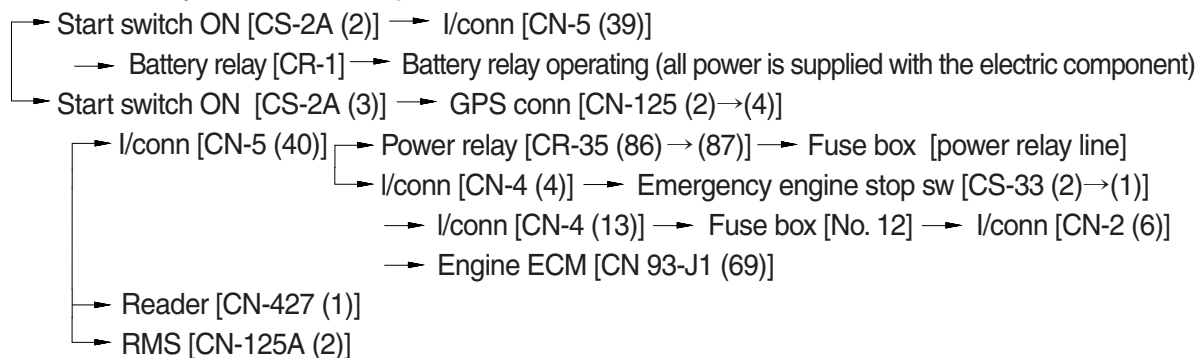 Start switch ON [CS-2A (2)] → I/conn [CN-5 (39)]
→ Battery relay [CR-1] → Battery relay operating (all power is supplied with the electric component)
Start switch ON [CS-2A (3)] → GPS conn [CN-125 (2)→(4)]
→ I/conn [CN-5 (40)] → Power relay [CR-35 (86) → (87)] → Fuse box [power relay line]
→ I/conn [CN-4 (4)] → Emergency engine stop sw [CS-33 (2)→(1)]
→ I/conn [CN-4 (13)] → Fuse box [No. 12] → I/conn [CN-2 (6)]
→ Engine ECM [CN 93-J1 (69)]
→ Reader [CN-427 (1)]
→ RMS [CN-125A (2)]